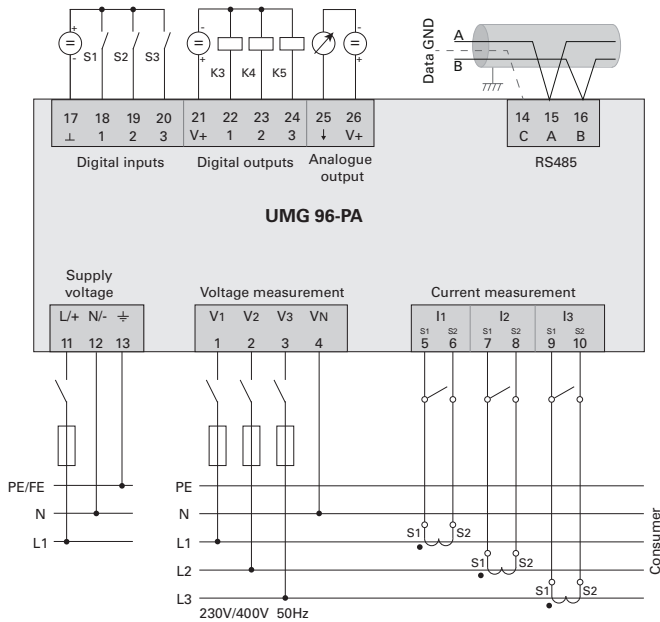 +
=
-
S1
S2
S3
-
=
+
K3
K4
K5
-
=
+
Data GND
A
B
17 18 19 20 21 22 23 24 25 26
⊥ 1 2 3 V+ 1 2 3 ↓ V+
14 15 16
C A B
Digital inputs
Digital outputs
Analogue
output
RS485
UMG 96-PA
Supply
voltage
Voltage measurement
Current measurement
L/+ N/- ⏚
V1 V2 V3 VN
I1 I2 I3
S1 S2 S1 S2 S1 S2
11 12 13
1 2 3 4
5 6 7 8 9 10
PE/FE
N
L1
PE
N
L1
L2
L3
S1 S2
S1 S2
S1 S2
Consumer
230V/400V 50Hz